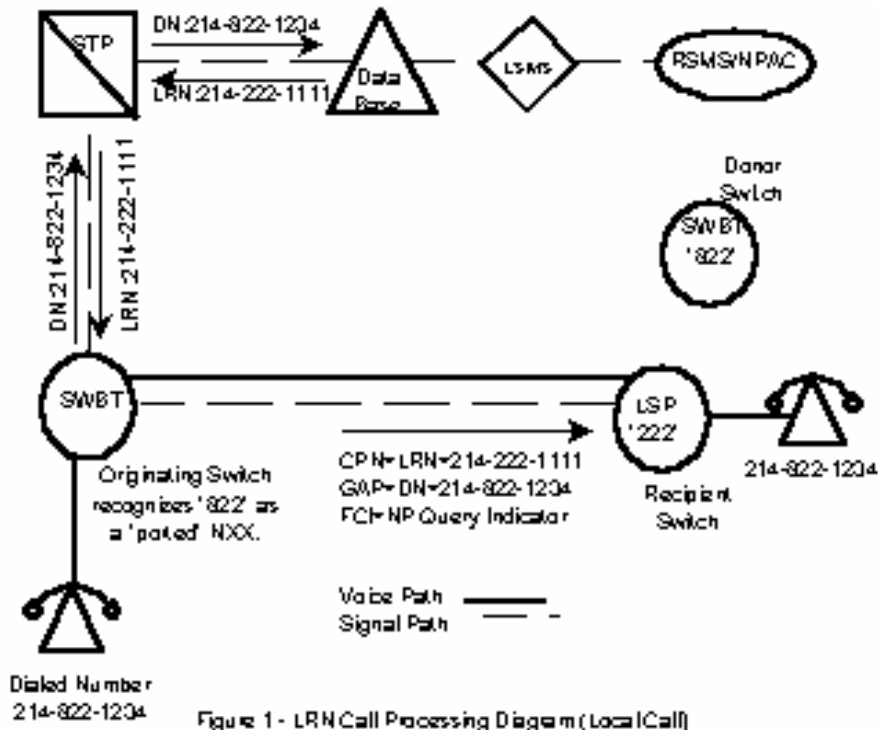 STP
DN:214-822-1234
LRN:214-222-1111
Data
Base
LSMS
RSMS/NPAC
DN:214-822-1234
LRN:214-222-1111
Donor
Switch
SWBT
'822'
SWBT
LSP
'222'
214-822-1234
Originating Switch
recognizes '822' as
a 'ported' NXX.
CPN=LRN=214-222-1111
GAP=DN=214-822-1234
FCI=NP Query Indicator
Recipient
Switch
Voice Path
Signal Path
Dialed Number
214-822-1234
Figure 1 - LRN Call Processing Diagram (Local Call)